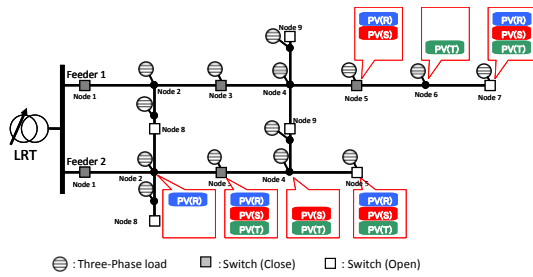 Node 9
PV(R)
PV(S)
PV(T)
PV(R)
PV(S)
PV(T)
Feeder 1
Node 1
Node 2
Node 3
Node 4
Node 5
Node 6
Node 7
LRT
Node 8
Node 9
Feeder 2
Node 1
Node 2
Node 4
PV(R)
PV(R)
PV(S)
PV(T)
PV(S)
PV(T)
PV(R)
PV(S)
PV(T)
Node 8
: Three-Phase load
: Switch (Close)
: Switch (Open)